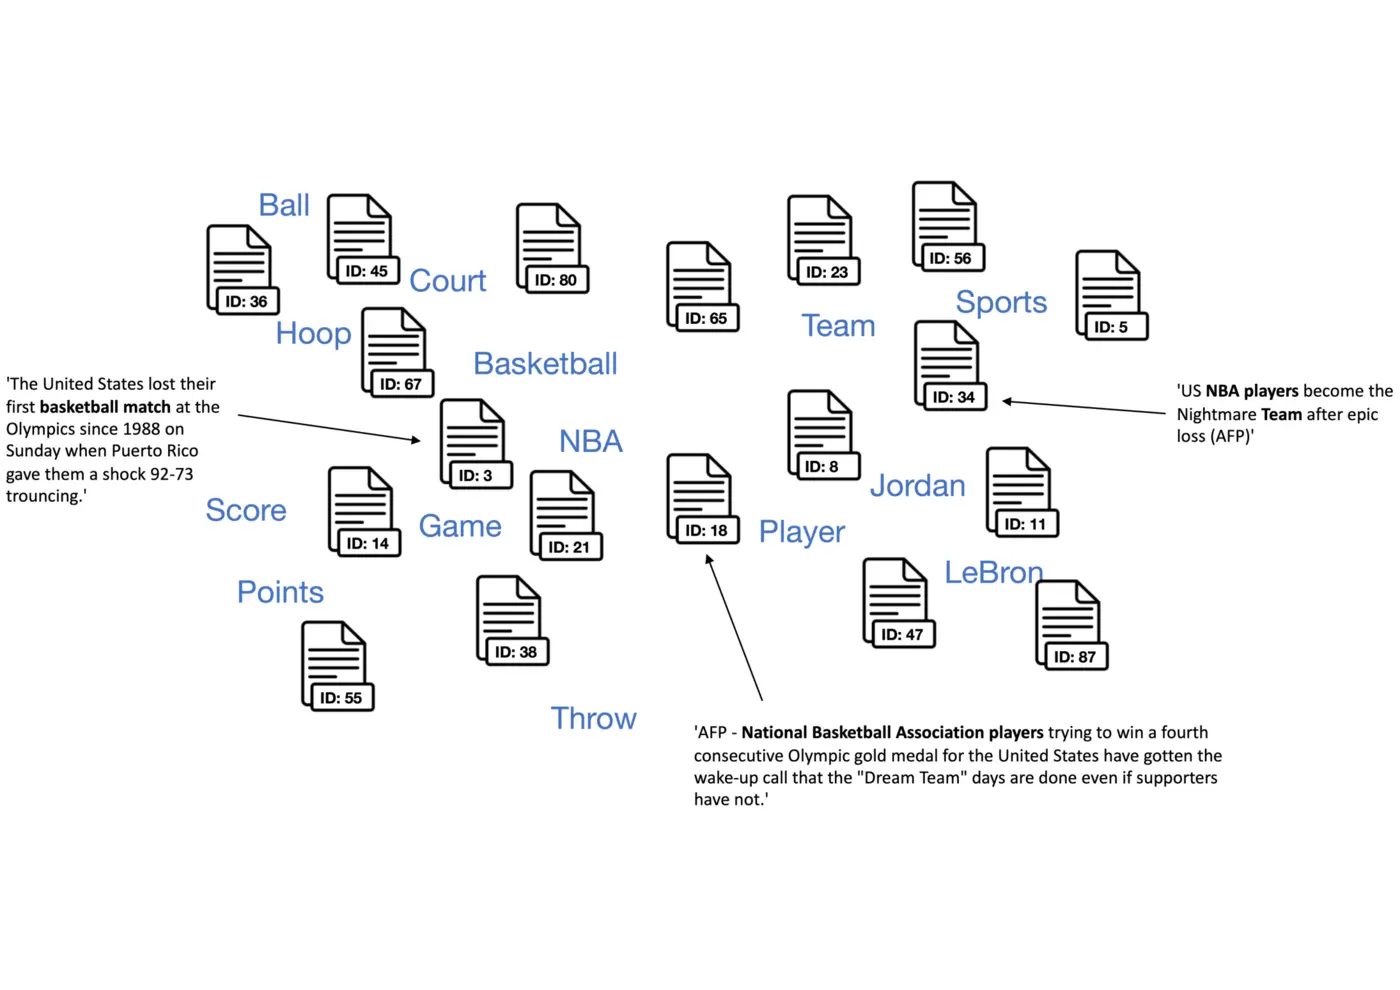 Ball
ID: 45
ID: 36
Court
ID: 80
ID: 65
ID: 23
ID: 56
Sports
ID: 5
Hoop
ID: 67
Team
ID: 34
Basketball
'The United States lost their
first basketball match at the
Olympics since 1988 on
Sunday when Puerto Rico
gave them a shock 92-73
trouncing.'
'US NBA players become the
Nightmare Team after epic
loss (AFP)'
NBA
ID: 3
ID: 8
Jordan
ID: 11
Score
ID: 14
Game
ID: 21
ID: 18
Player
Points
LeBron
ID: 38
ID: 47
ID: 87
ID: 55
Throw
'AFP - National Basketball Association players trying to win a fourth
consecutive Olympic gold medal for the United States have gotten the
wake-up call that the "Dream Team" days are done even if supporters
have not.'